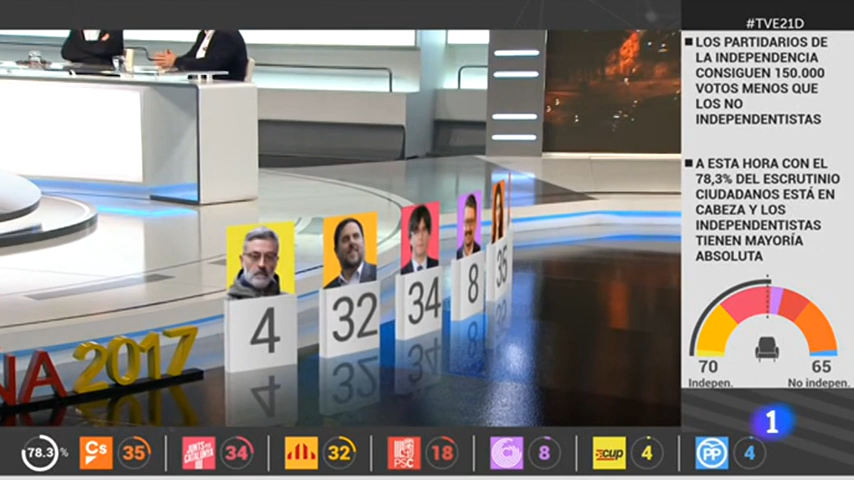 #TVE21D
LOS PARTIDARIOS DE
LA INDEPENDENCIA
CONSIGUEN 150.000
VOTOS MENOS QUE
LOS NO
INDEPENDENTISTAS
A ESTA HORA CON EL
78,3% DEL ESCRUTINIO
CIUDADANOS ESTÁ EN
CABEZA Y LOS
INDEPENDENTISTAS
TIENEN MAYORÍA
ABSOLUTA
70
65
Indepen.
No indepen.
4
32
34
8
35
NA 2017
1
78.3 %
Cs 35
JUNTS PER CATALUNYA 34
32
PSC 18
8
cup 4
PP 4